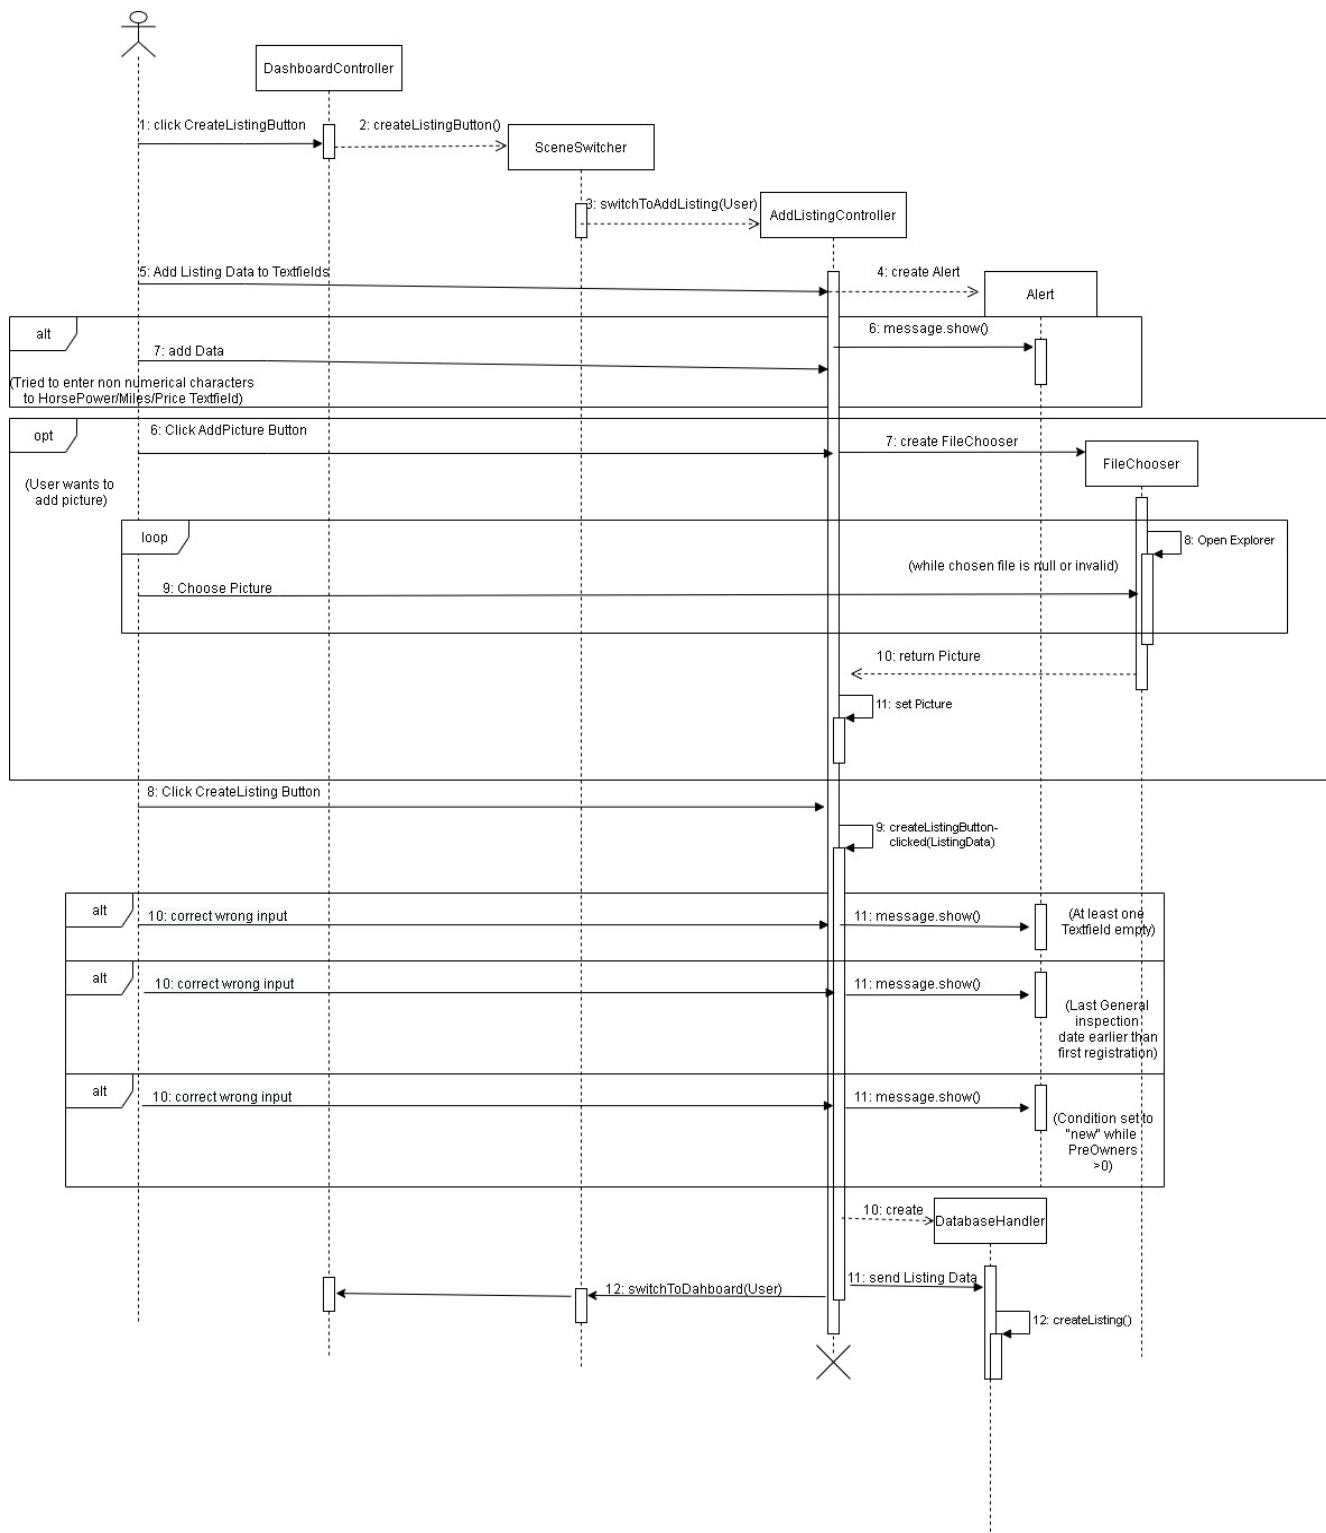 DashboardController
1: click CreateListingButton
2: createListingButton()
SceneSwitcher
3: switchToAddListing(User)
AddListingController
5: Add Listing Data to Textfields
4: create Alert
Alert
alt
6: message.show()
7: add Data
(Tried to enter non numerical characters
to HorsePower/Miles/Price Textfield)
opt
6: Click AddPicture Button
7: create FileChooser
FileChooser
(User wants to
add picture)
loop
8: Open Explorer
(while chosen file is null or invalid)
9: Choose Picture
10: return Picture
11: set Picture
8: Click CreateListing Button
9: createListingButton-
clicked(ListingData)
alt
10: correct wrong input
11: message.show()
(At least one
Textfield empty)
alt
10: correct wrong input
11: message.show()
(Last General
inspection
date earlier than
first registration)
alt
10: correct wrong input
11: message.show()
(Condition set to
"new" while
PreOwners
>0)
10: create
DatabaseHandler
11: send Listing Data
12: switchToDahboard(User)
12: createListing()